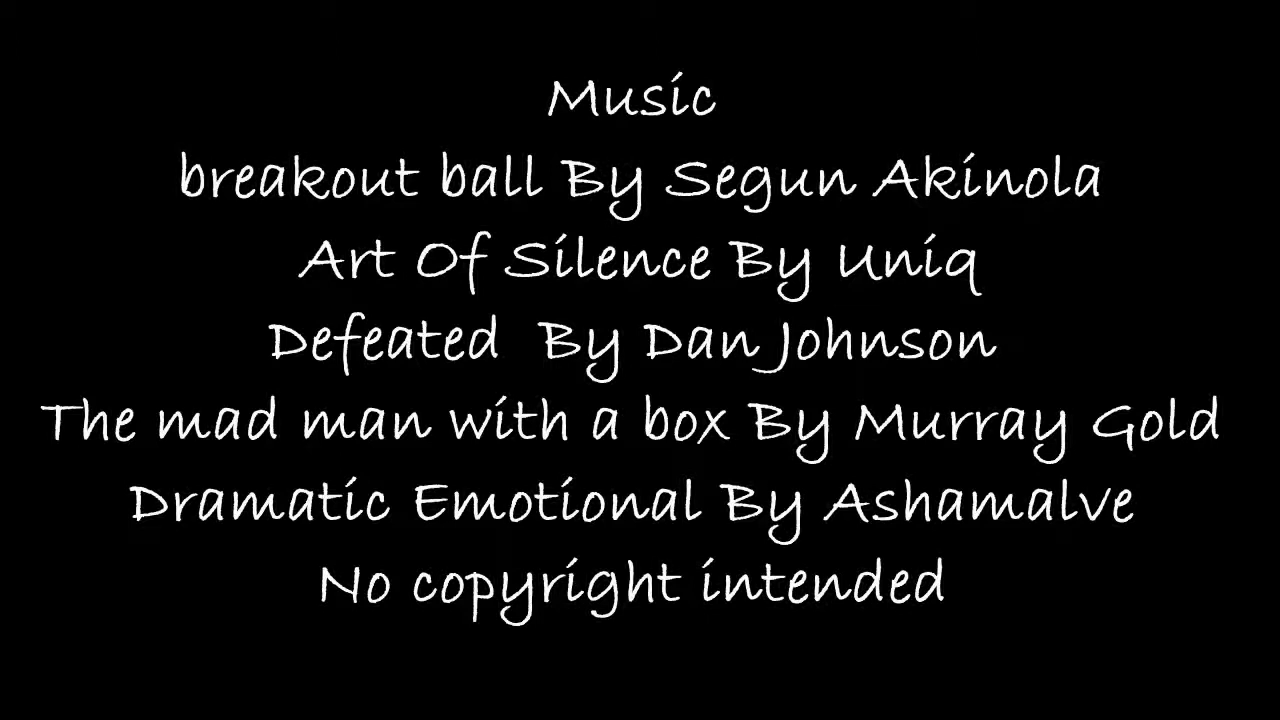 Music
breakout ball By Segun Akinola
Art Of Silence By Uniq
Defeated  By Dan Johnson
The mad man with a box By Murray Gold
Dramatic Emotional By Ashamalve
No copyright intended